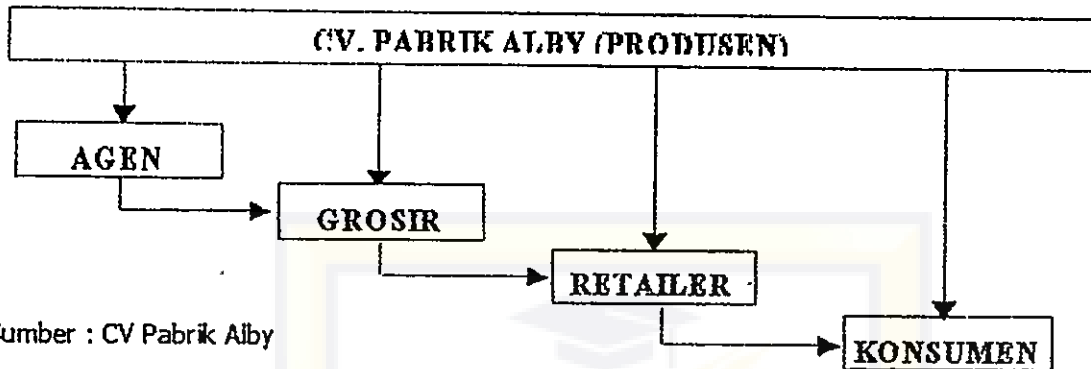 CV. PABRIK ALBY (PRODUSEN)
AGEN
GROSIR
RETAILER
umber : CV Pabrik Alby
KONSUMEN